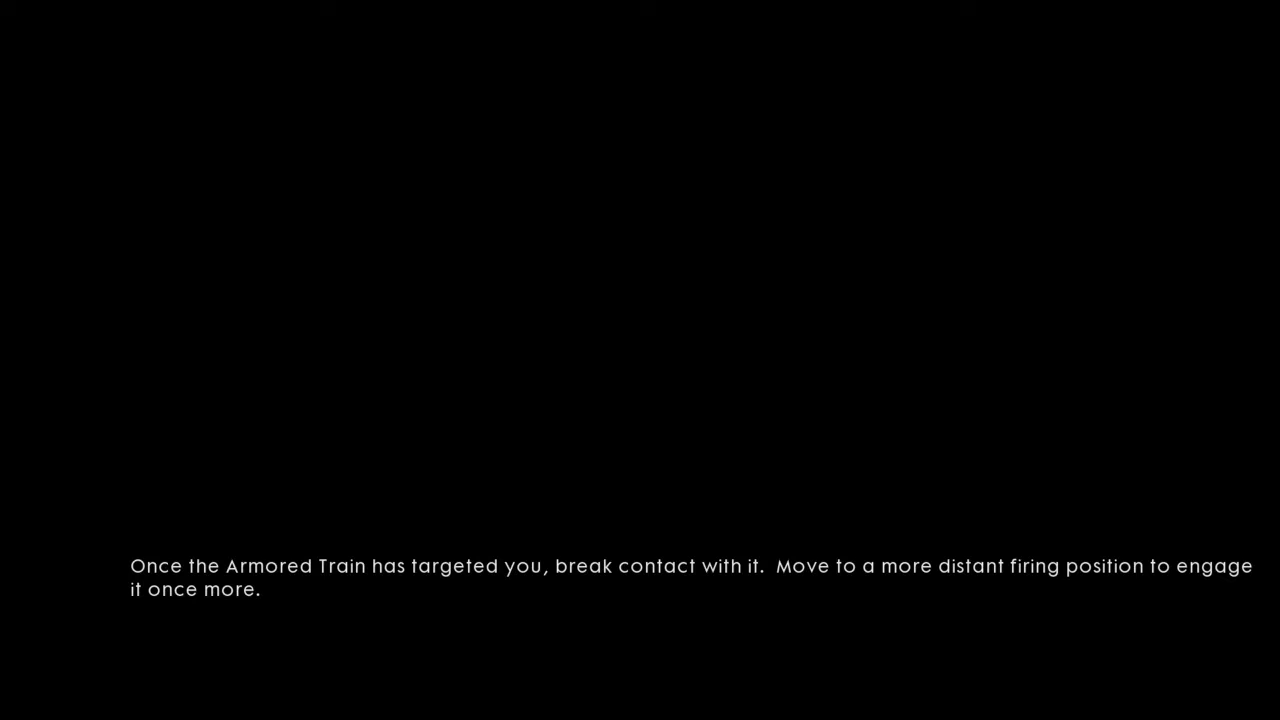 Once the Armored Train has targeted you, break contact with it.  Move to a more distant firing position to engage
it once more.